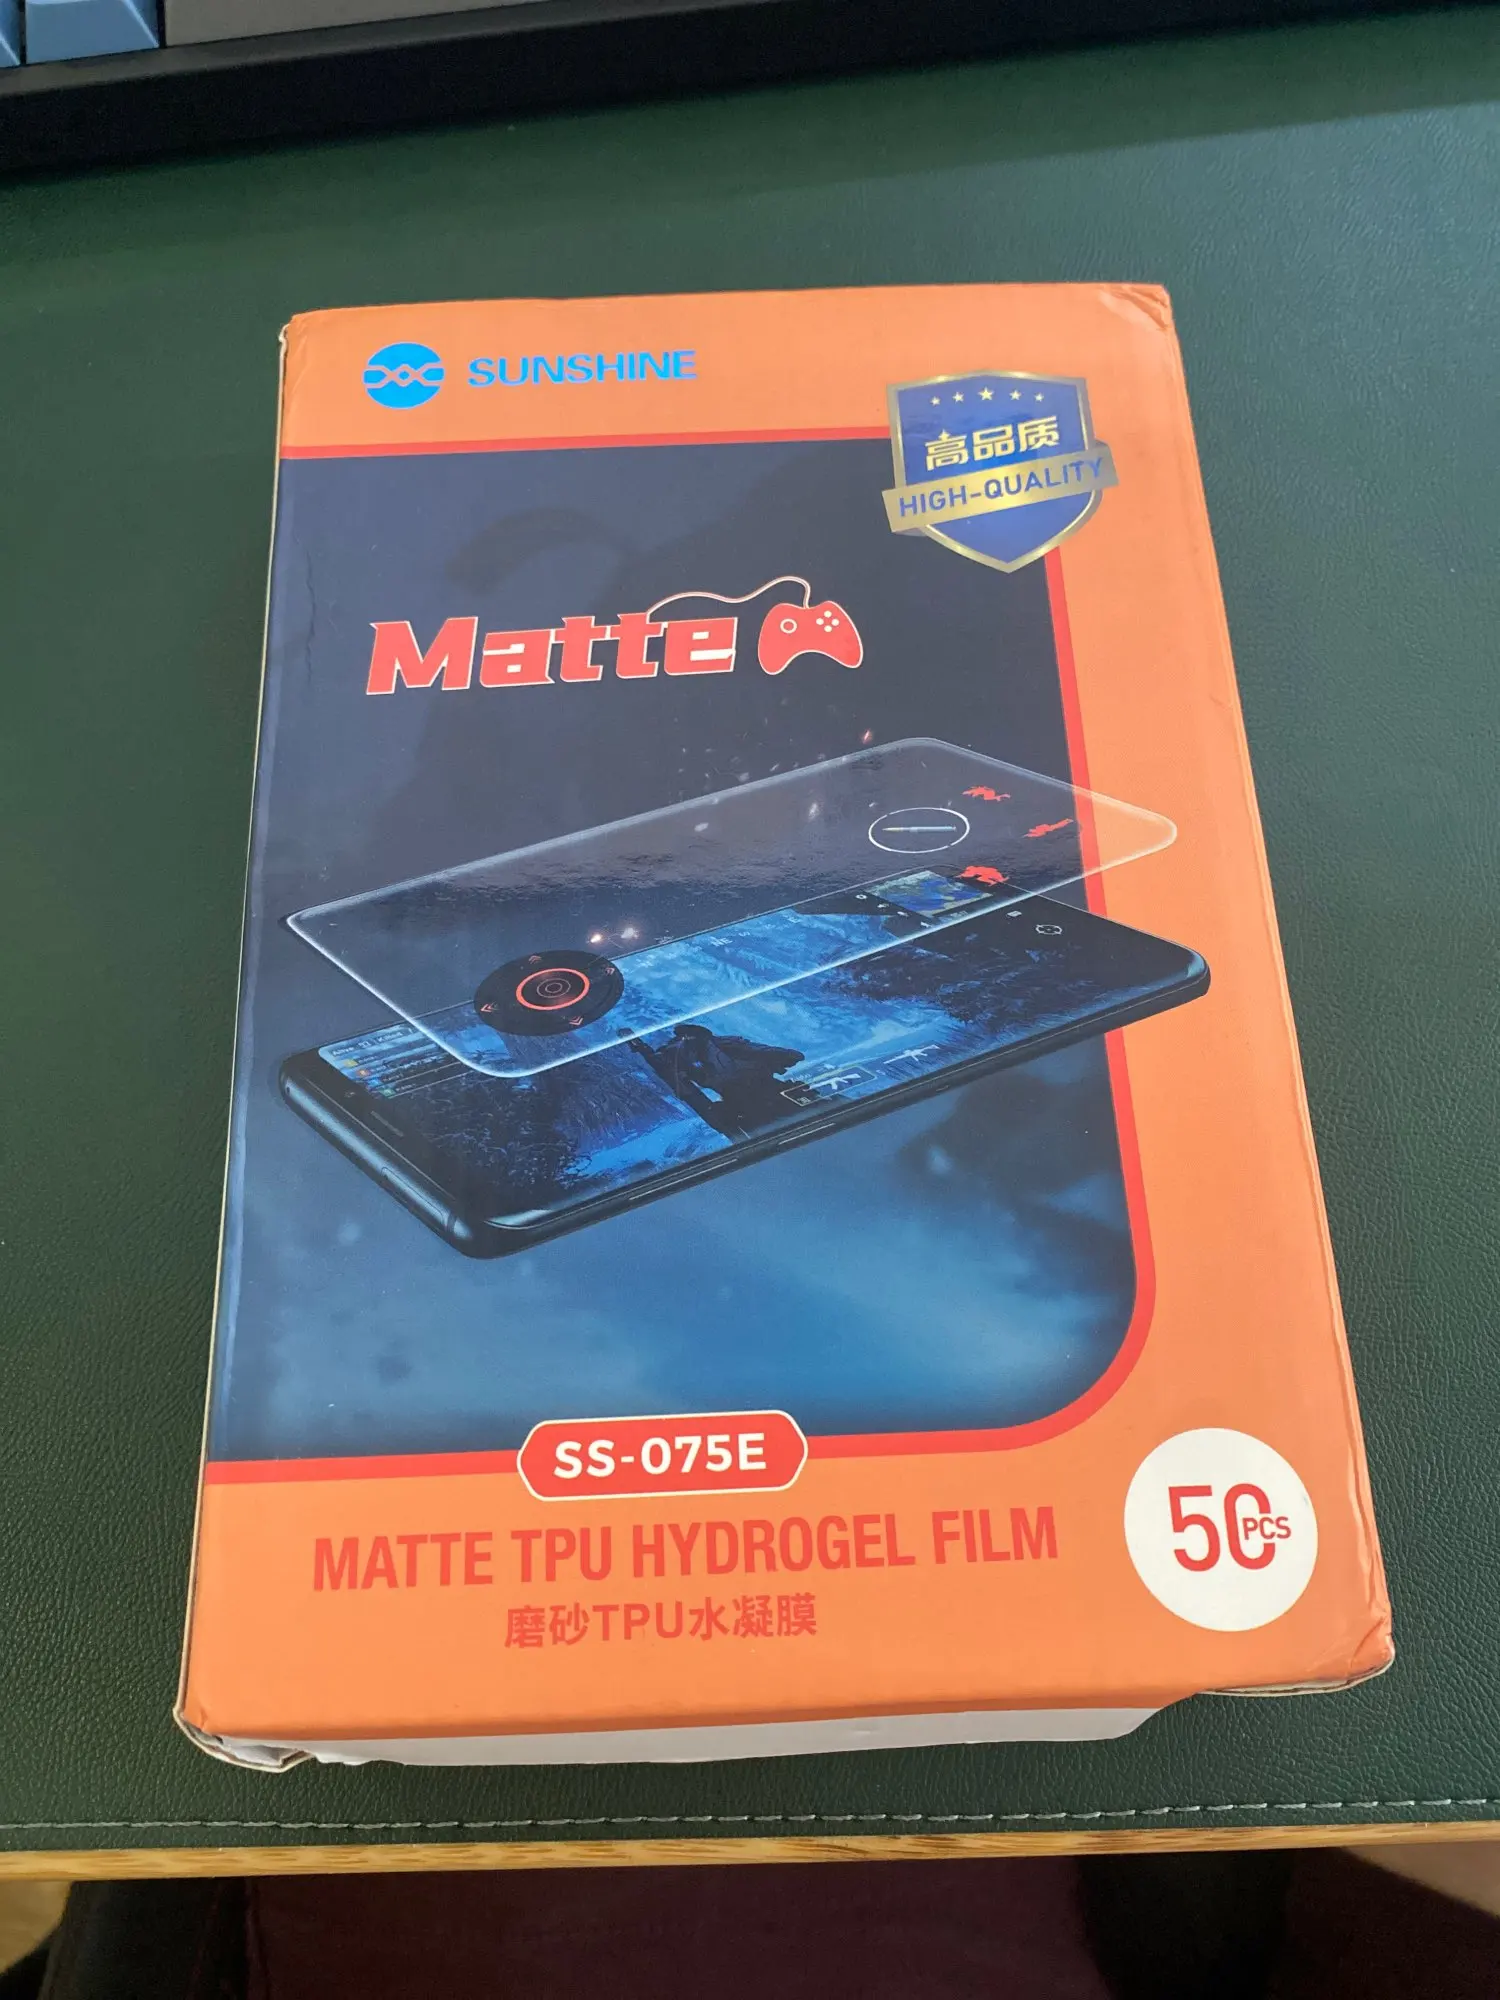 SUNSHINE
高品质
HIGH-QUALITY
Matte
SS-075E
MATTE TPU HYDROGEL FILM
磨砂TPU水凝膜
50PCS